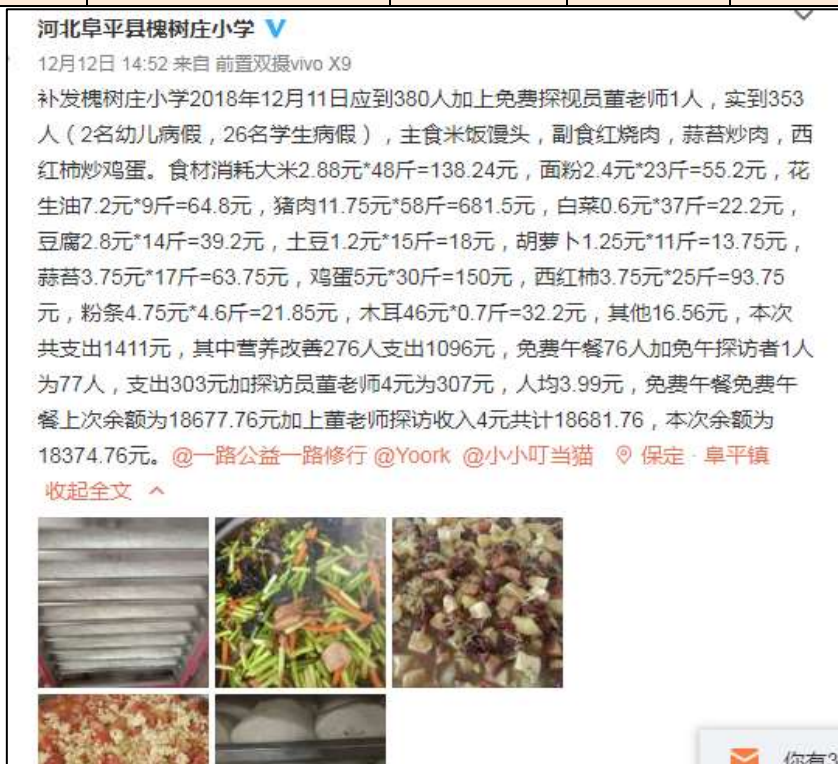 河北阜平县槐树庄小学
12月12日 14:52 来自 前置双摄vivo X9
补发槐树庄小学2018年12月11日应到380人加上免费探视员董老师1人，实到353
人（2名幼儿病假，26名学生病假），主食米饭馒头，副食红烧肉，蒜苔炒肉，西
红柿炒鸡蛋。食材消耗大米2.88元*48斤=138.24元，面粉2.4元*23斤=55.2元，花
生油7.2元*9斤=64.8元，猪肉11.75元*58斤=681.5元，白菜0.6元*37斤=22.2元，
豆腐2.8元*14斤=39.2元，土豆1.2元*15斤=18元，胡萝卜1.25元*11斤=13.75元，
蒜苔3.75元*17斤=63.75元，鸡蛋5元*30斤=150元，西红柿3.75元*25斤=93.75
元，粉条4.75元*4.6斤=21.85元，木耳46元*0.7斤=32.2元，其他16.56元，本次
共支出1411元，其中营养改善276人支出1096元，免费午餐76人加免午探访者1人
为77人，支出303元加探访员董老师4元为307元，人均3.99元，免费午餐免费午
餐上次余额为18677.76元加上董老师探访收入4元共计18681.76，本次余额为
18374.76元。@一路公益一路修行 @Yoork @小小叮当猫 保定 · 阜平镇
收起全文
你有3